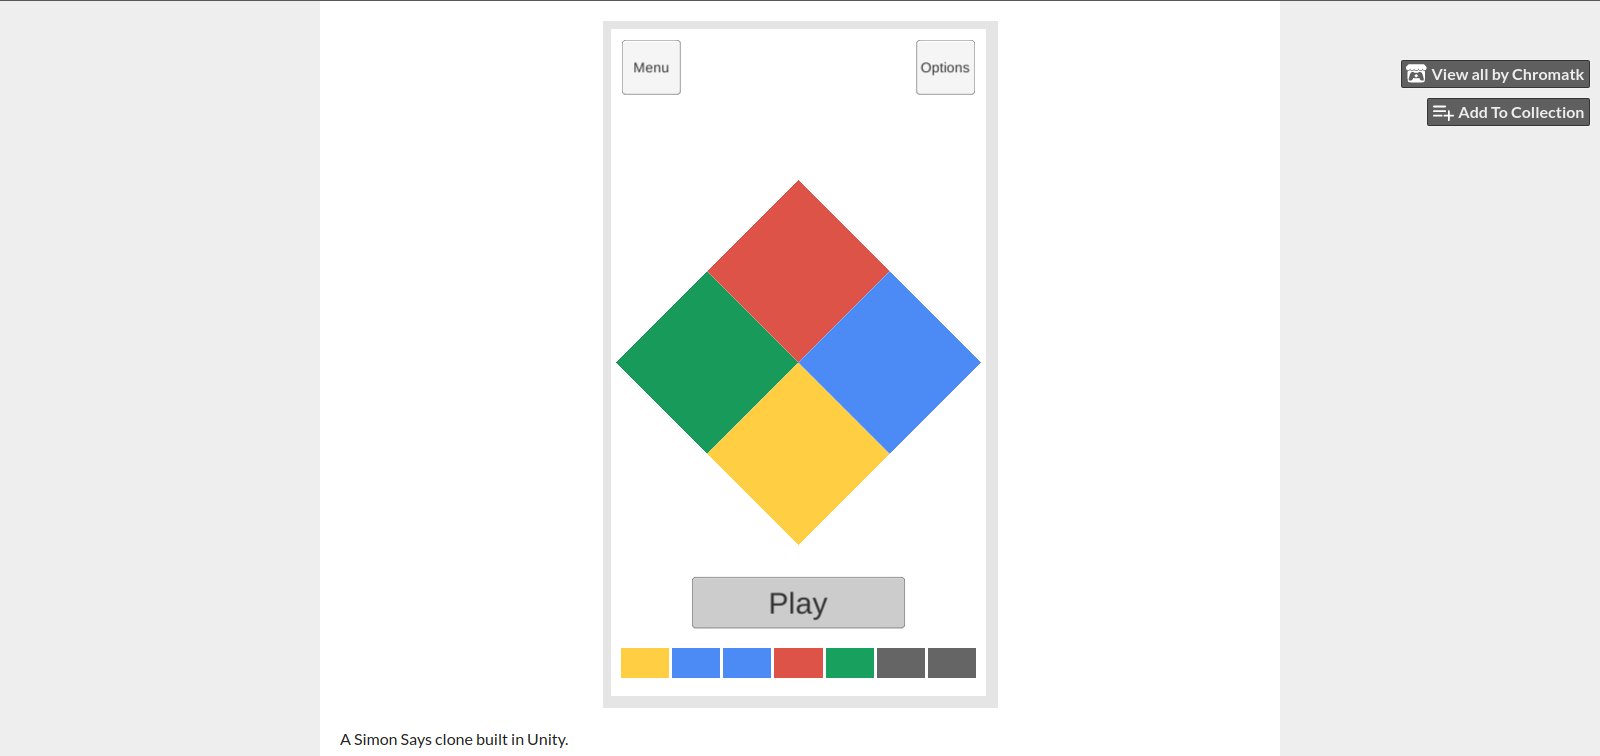 Menu
Options
View all by Chromatk
Add To Collection
Play
A Simon Says clone built in Unity.